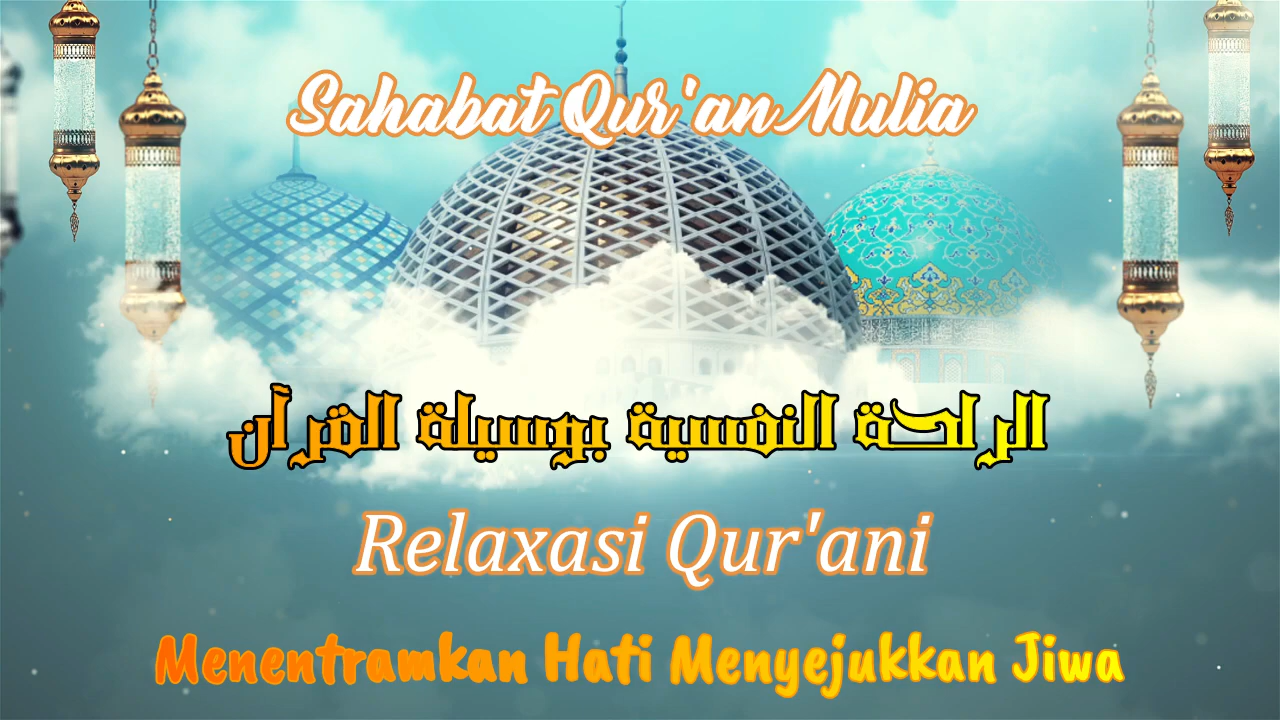 Sahabat Qur'an Mulia
الراحة النفسية بوسيلة القرآن
Relaxasi Qur'ani
Menentramkan Hati Menyejukkan Jiwa